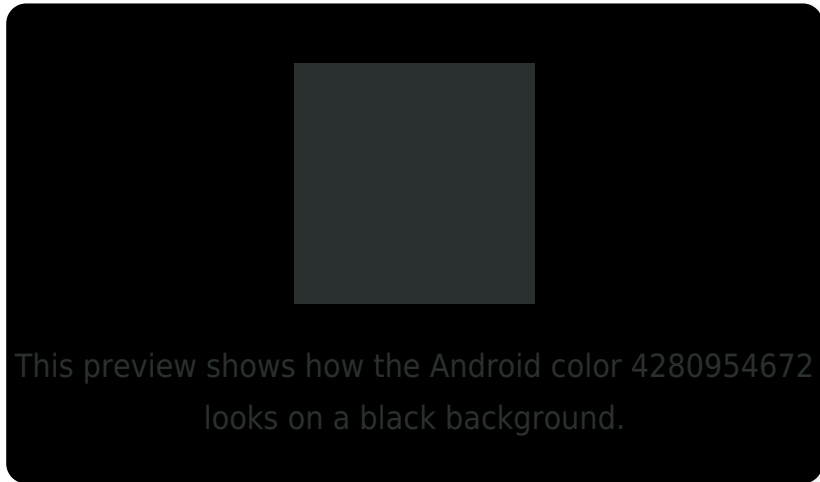 This preview shows how the Android color 4280954672
looks on a black background.